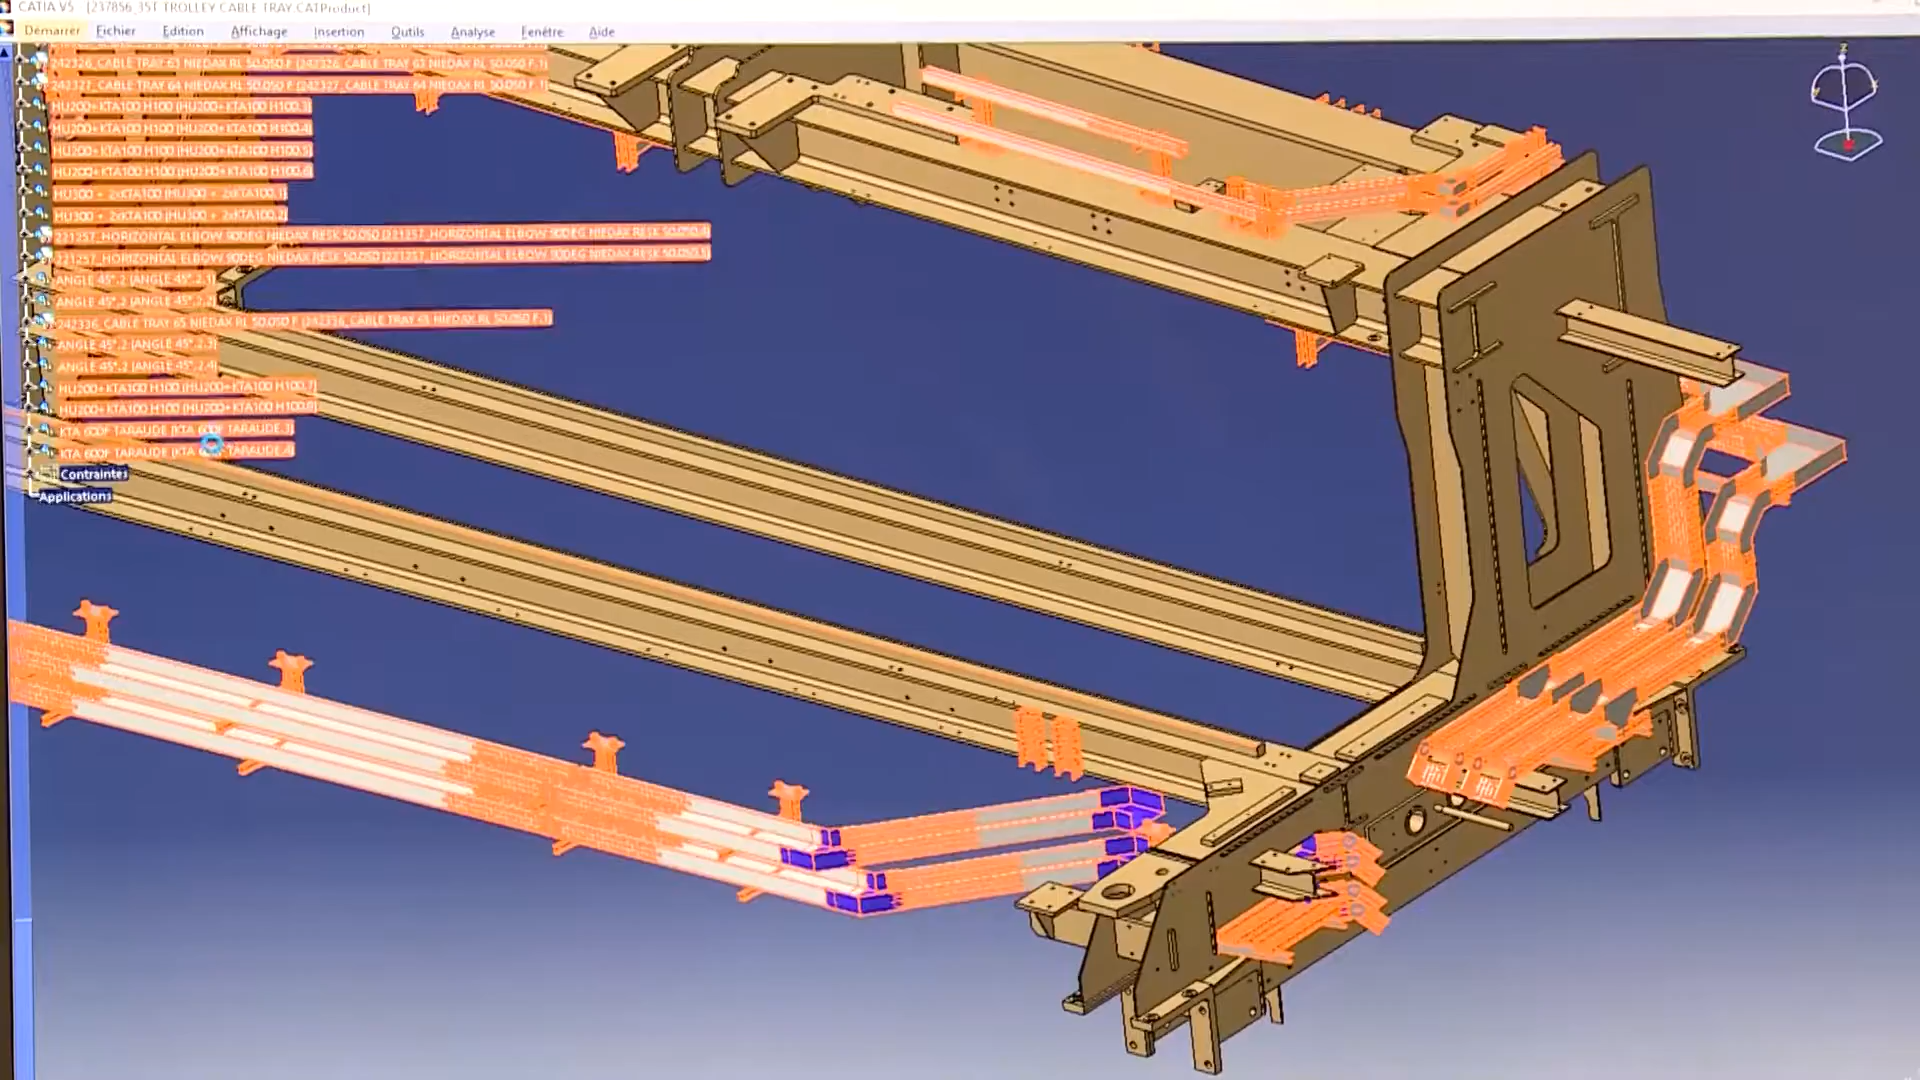 CATIA V5 [237856_35T TROLLEY CABLE TRAY.CATProduct]
Démarrer Fichier Edition Affichage Insertion Outils Analyse Fenêtre Aide
242326_CABLE TRAY 63 NIEDAX RL 50.050 F (242326_CABLE TRAY 63 NIEDAX RL 50.050 F.1)
242327_CABLE TRAY 64 NIEDAX RL 50.050 F (242327_CABLE TRAY 64 NIEDAX RL 50.050 F.1)
HU200+KTA100 H100 (HU200+KTA100 H100.3)
HU200+KTA100 H100 (HU200+KTA100 H100.4)
HU200+KTA100 H100 (HU200+KTA100 H100.5)
HU200+KTA100 H100 (HU200+KTA100 H100.6)
HU300 + 2xKTA100 (HU300 + 2xKTA100.1)
HU300 + 2xKTA100 (HU300 + 2xKTA100.2)
221257_HORIZONTAL ELBOW 90DEG NIEDAX RESK 50.050 (221257_HORIZONTAL ELBOW 90DEG NIEDAX RESK 50.050.4)
221257_HORIZONTAL ELBOW 90DEG NIEDAX RESK 50.050 (221257_HORIZONTAL ELBOW 90DEG NIEDAX RESK 50.050.5)
ANGLE 45°.2 (ANGLE 45°.2.1)
ANGLE 45°.2 (ANGLE 45°.2.2)
242336_CABLE TRAY 65 NIEDAX RL 50.050 F (242336_CABLE TRAY 65 NIEDAX RL 50.050 F.1)
ANGLE 45°.2 (ANGLE 45°.2.3)
ANGLE 45°.2 (ANGLE 45°.2.4)
HU200+KTA100 H100 (HU200+KTA100 H100.7)
HU200+KTA100 H100 (HU200+KTA100 H100.8)
KTA 600F TARAUDE (KTA 600F TARAUDE.3)
KTA 600F TARAUDE (KTA TARAUDE.4)
Contraintes
Applications
Z